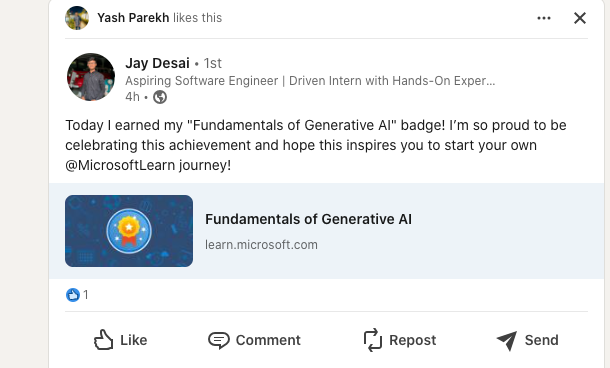 Yash Parekh likes this
Jay Desai • 1st
Aspiring Software Engineer | Driven Intern with Hands-On Exper...
4h •
Today I earned my "Fundamentals of Generative AI" badge! I'm so proud to be
celebrating this achievement and hope this inspires you to start your own
@MicrosoftLearn journey!
Fundamentals of Generative AI
learn.microsoft.com
1
Like Comment Repost Send